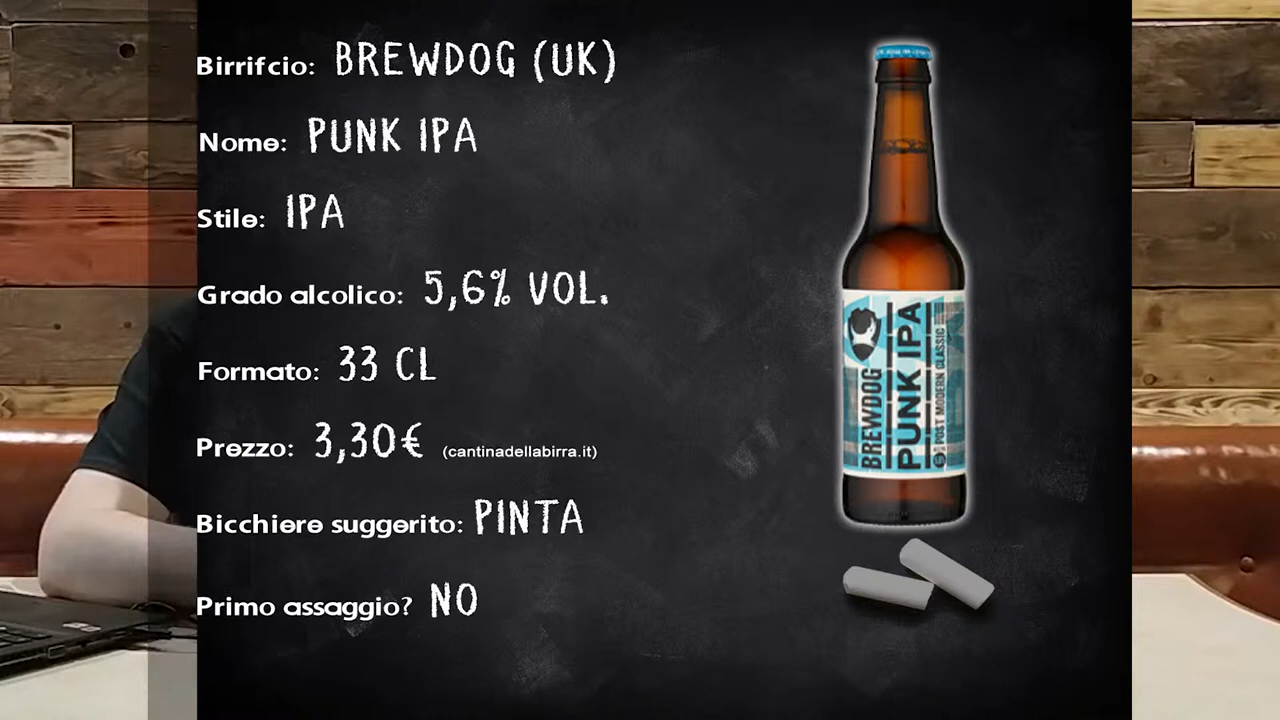 Birrifcio: BREWDOG (UK)
Nome: PUNK IPA
Stile: IPA
Grado alcolico: 5,6% VOL.
Formato: 33 CL
Prezzo: 3,30€ (cantinadellabirra.it)
Bicchiere suggerito: PINTA
Primo assaggio? NO
BREWDOG
PUNK IPA
POST MODERN CLASSIC